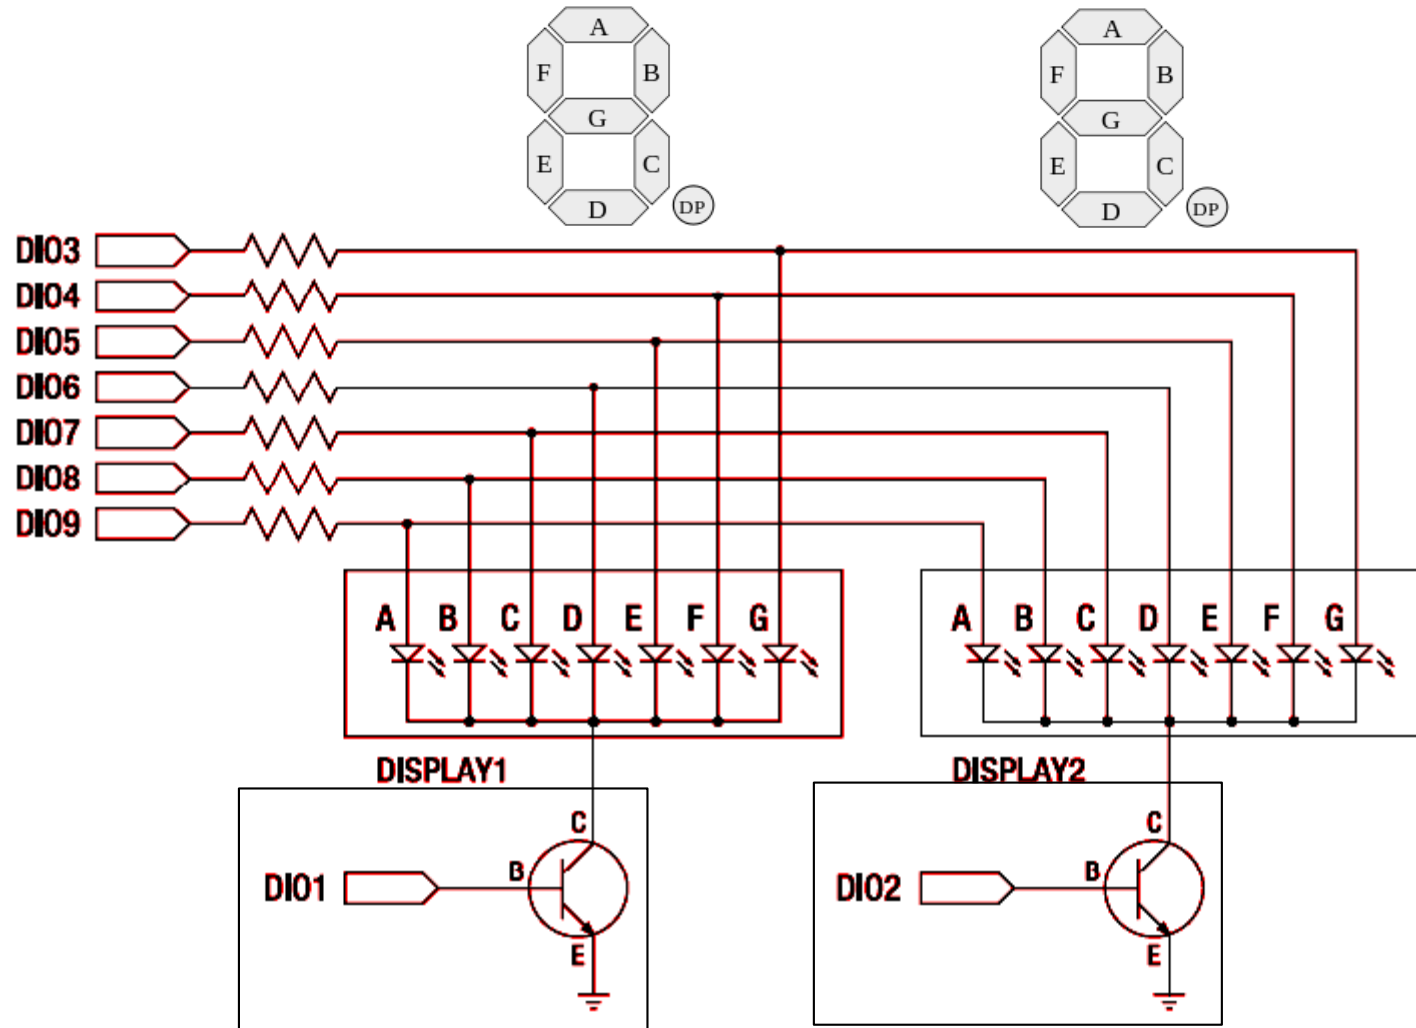 A A
F B F B
G G
E C E C
D DP D DP
DIO3
DIO4
DIO5
DIO6
DIO7
DIO8
DIO9
A B C D E F G A B C D E F G
DISPLAY1 DISPLAY2
C C
DIO1 B DIO2 B
E E